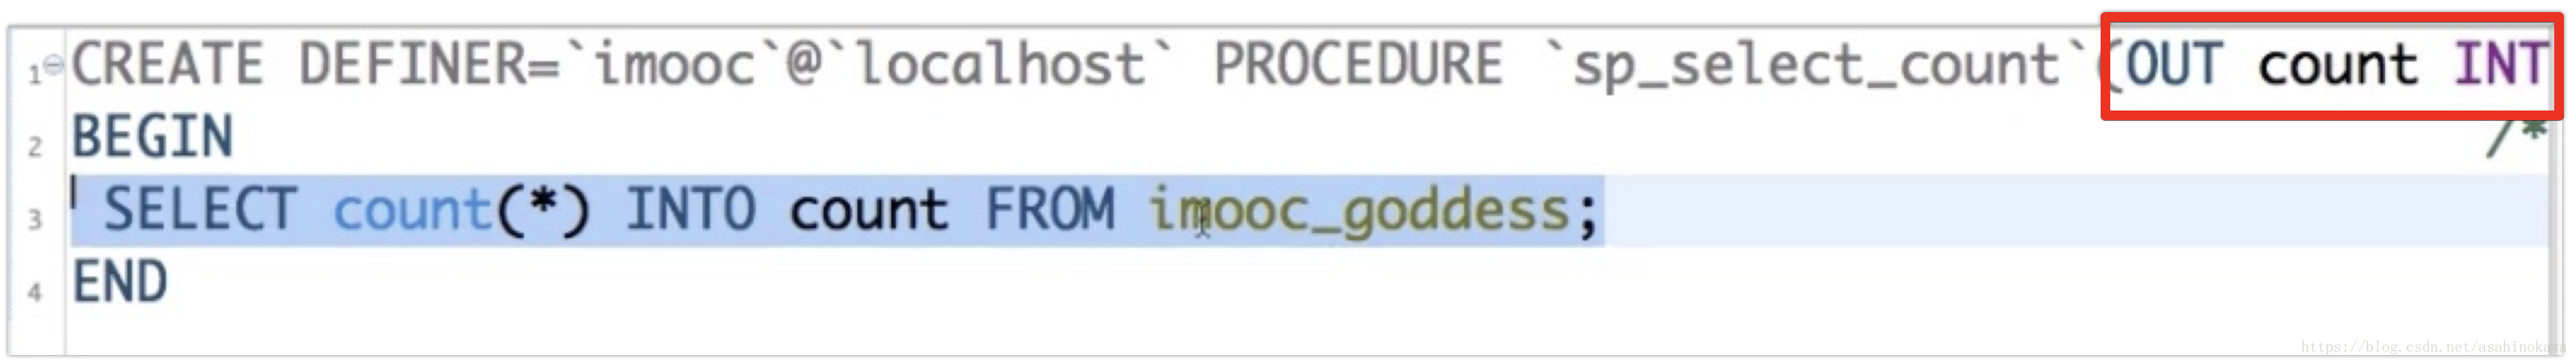 1 CREATE DEFINER=`imooc`@`localhost` PROCEDURE `sp_select_count`(OUT count INT
2 BEGIN /*
3 SELECT count(*) INTO count FROM imooc_goddess;
4 END
https://blog.csdn.net/asahinokawa